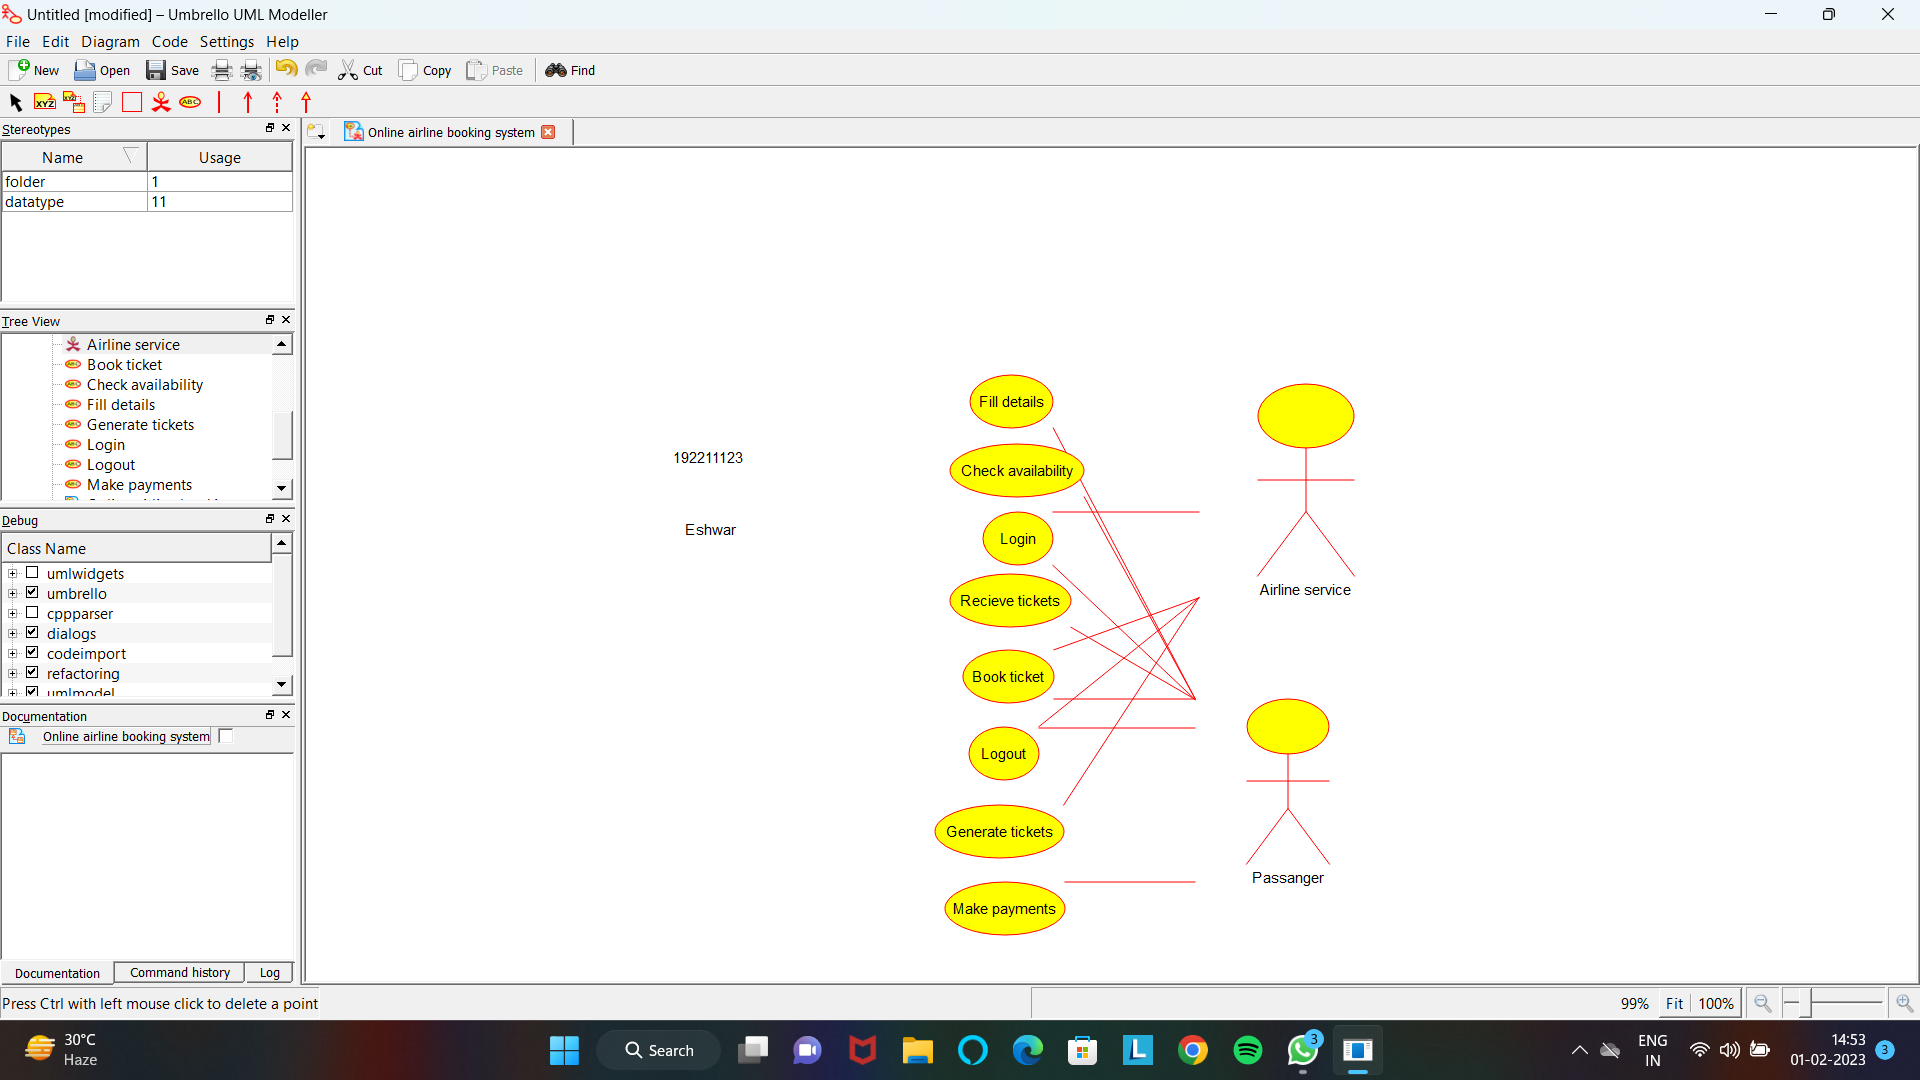 Untitled [modified] – Umbrello UML Modeller
File Edit Diagram Code Settings Help
New Open Save Cut Copy Paste Find
XYZ ABC
Stereotypes
Online airline booking system
Name Usage
folder 1
datatype 11
Tree View
Airline service
Book ticket
Check availability
Fill details
Generate tickets
Login
Logout
Make payments
Debug
Class Name
umlwidgets
umbrello
cppparser
dialogs
codeimport
refactoring
umlmodel
Documentation
Online airline booking system
Documentation Command history Log
192211123
Eshwar
Fill details
Check availability
Login
Recieve tickets
Book ticket
Logout
Generate tickets
Make payments
Airline service
Passanger
Press Ctrl with left mouse click to delete a point
99% Fit 100%
30°C
Haze
Search
L
3
ENG
IN
14:53
01-02-2023
3